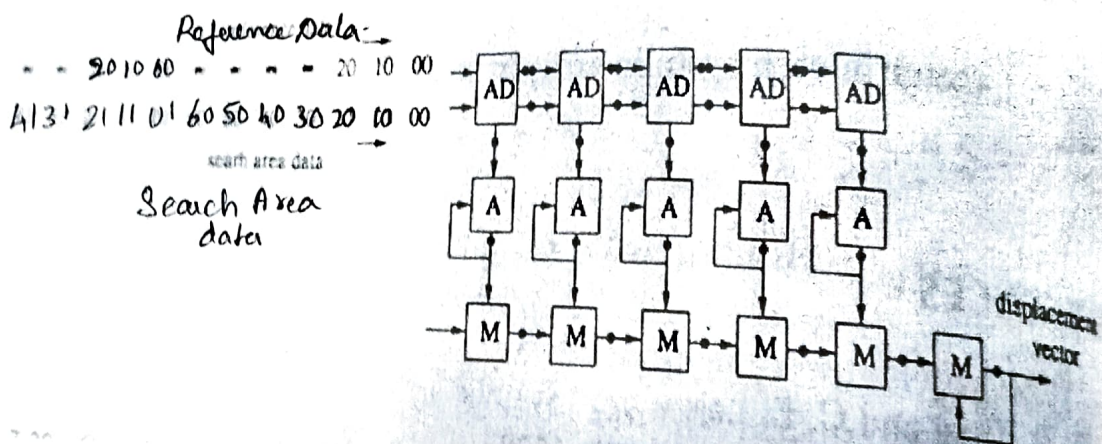 Reference Data
- - 20 10 60 - - - - 20 10 00
41 31 21 11 01 60 50 40 30 20 10 00
search area data
Search Area
data
AD AD AD AD AD
A A A A A
displacement
vector
M M M M M M